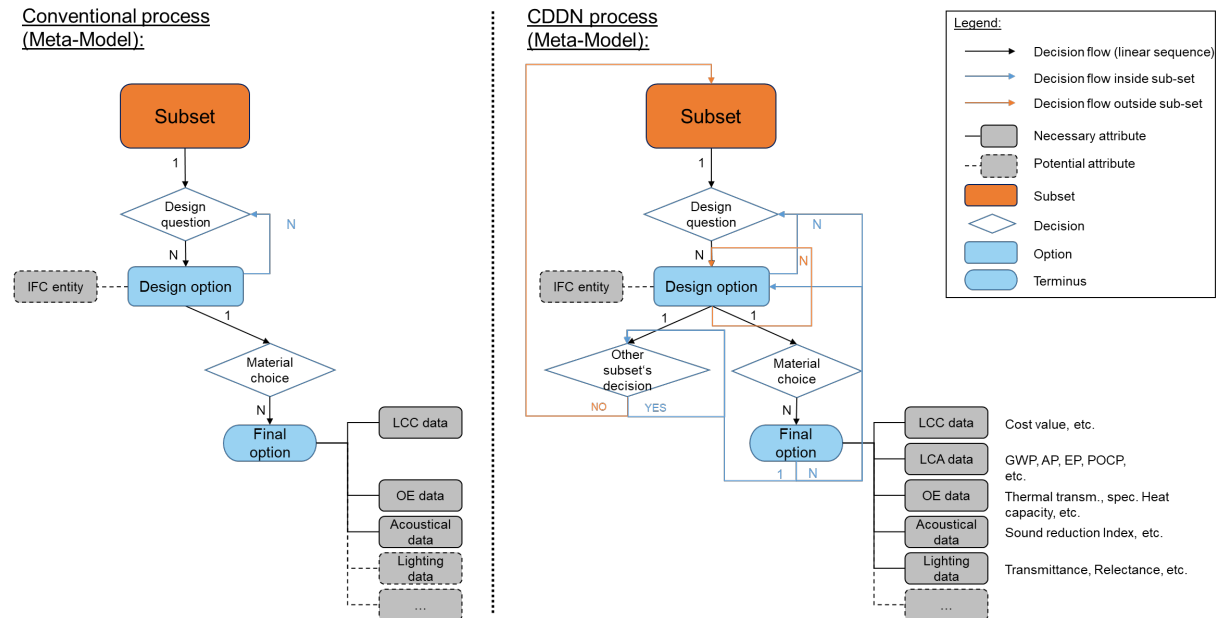 Conventional process
(Meta-Model):
Subset
1
Design
question
N
N
IFC entity
Design option
1
Material
choice
N
Final
option
LCC data
OE data
Acoustical
data
Lighting
data
...
CDDN process
(Meta-Model):
Subset
1
Design
question
N
N
N
IFC entity
Design option
1
1
Other
subset's
decision
Material
choice
NO
YES
N
Final
option
1
N
LCC data
Cost value, etc.
LCA data
GWP, AP, EP, POCP,
etc.
OE data
Thermal transm., spec. Heat
capacity, etc.
Acoustical
data
Sound reduction Index, etc.
Lighting
data
Transmittance, Relectance, etc.
...
Legend:
Decision flow (linear sequence)
Decision flow inside sub-set
Decision flow outside sub-set
Necessary attribute
Potential attribute
Subset
Decision
Option
Terminus